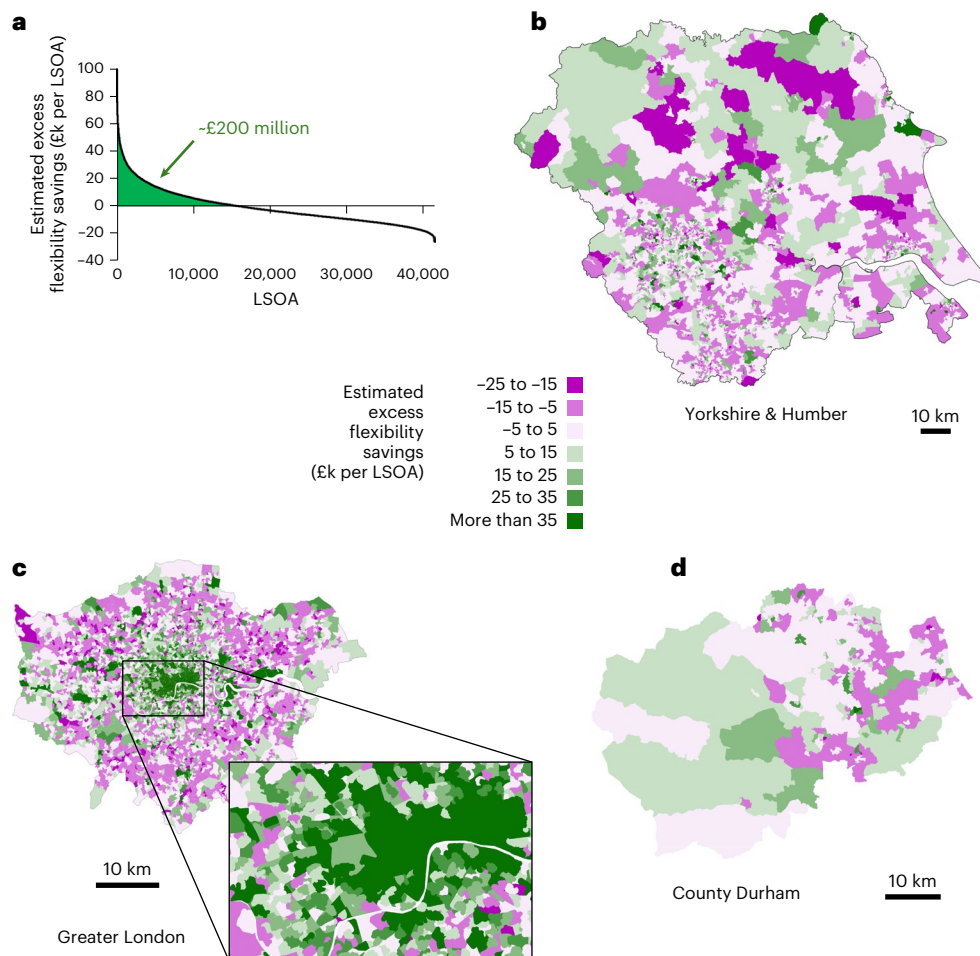 a
Estimated excess
flexibility savings (£k per LSOA)
100
80
60
40
20
0
–20
–40
~£200 million
0
10,000
20,000
30,000
40,000
LSOA
b
Yorkshire & Humber
10 km
Estimated
excess
flexibility
savings
(£k per LSOA)
–25 to –15
–15 to –5
–5 to 5
5 to 15
15 to 25
25 to 35
More than 35
c
10 km
Greater London
d
County Durham
10 km